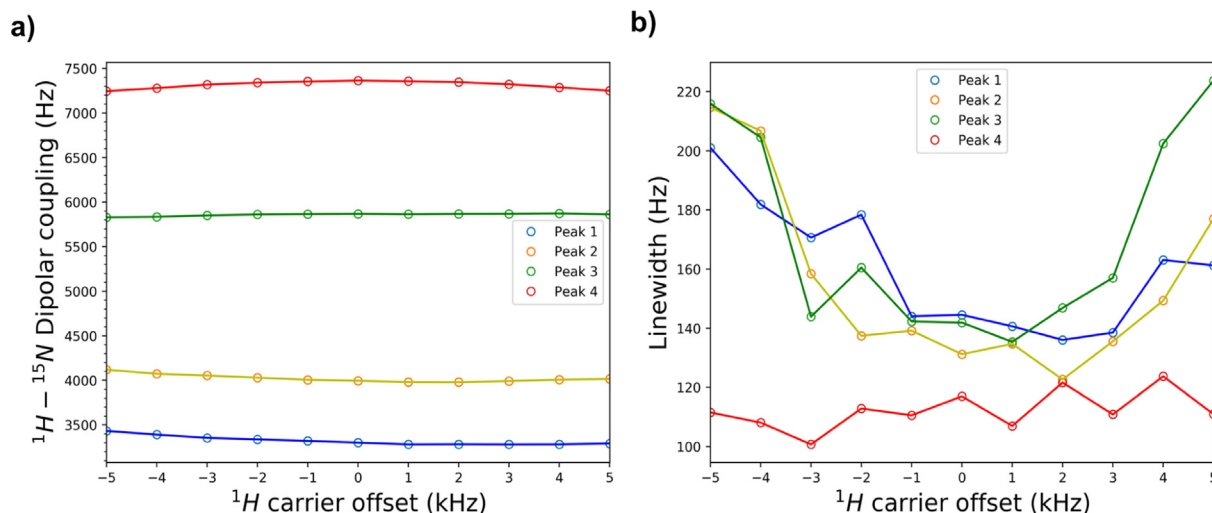 a)
b)
¹H − ¹⁵N Dipolar coupling (Hz)
7500
7000
6500
6000
5500
5000
4500
4000
3500
Peak 1
Peak 2
Peak 3
Peak 4
−5 −4 −3 −2 −1 0 1 2 3 4 5
¹H carrier offset (kHz)
Linewidth (Hz)
220
200
180
160
140
120
100
Peak 1
Peak 2
Peak 3
Peak 4
−5 −4 −3 −2 −1 0 1 2 3 4 5
¹H carrier offset (kHz)